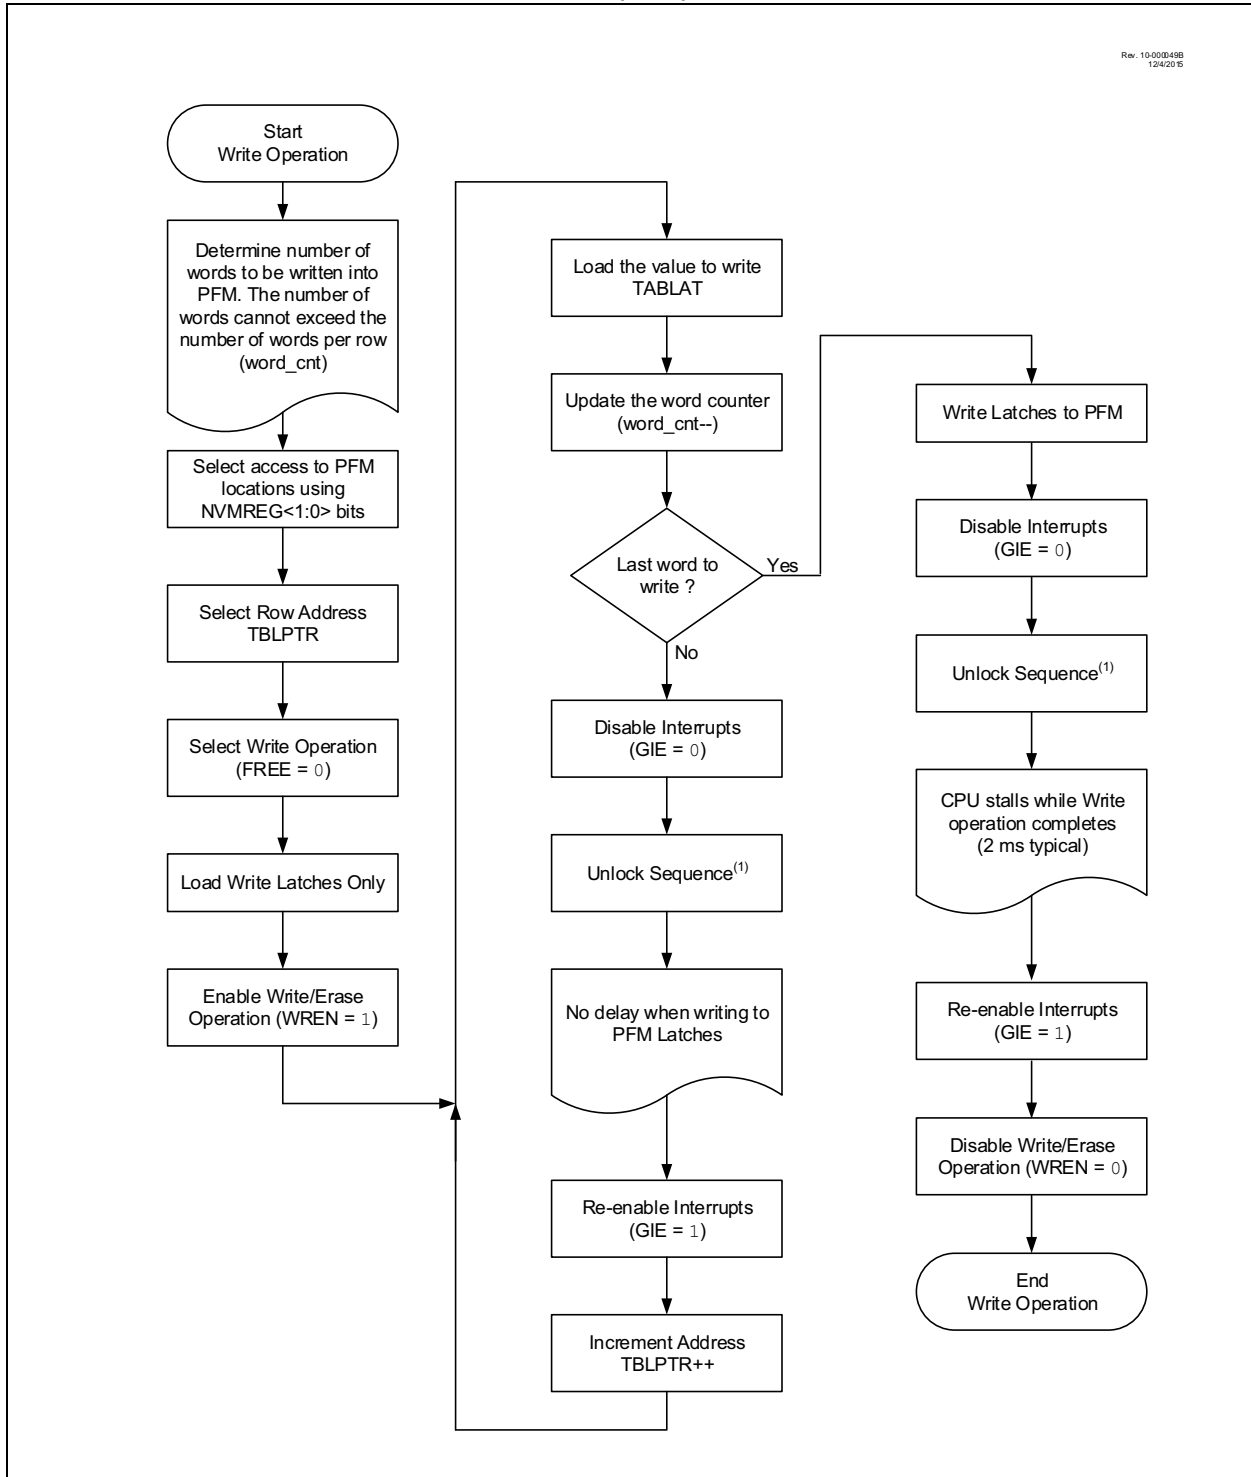 Rev. 10-000049B
12/4/2015
Start
Write Operation
Determine number of
words to be written into
PFM. The number of
words cannot exceed the
number of words per row
(word_cnt)
Select access to PFM
locations using
NVMREG<1:0> bits
Select Row Address
TBLPTR
Select Write Operation
(FREE = 0)
Load Write Latches Only
Enable Write/Erase
Operation (WREN = 1)
Load the value to write
TABLAT
Update the word counter
(word_cnt--)
Last word to
write ?
Yes
No
Disable Interrupts
(GIE = 0)
Unlock Sequence(1)
No delay when writing to
PFM Latches
Re-enable Interrupts
(GIE = 1)
Increment Address
TBLPTR++
Write Latches to PFM
Disable Interrupts
(GIE = 0)
Unlock Sequence(1)
CPU stalls while Write
operation completes
(2 ms typical)
Re-enable Interrupts
(GIE = 1)
Disable Write/Erase
Operation (WREN = 0)
End
Write Operation